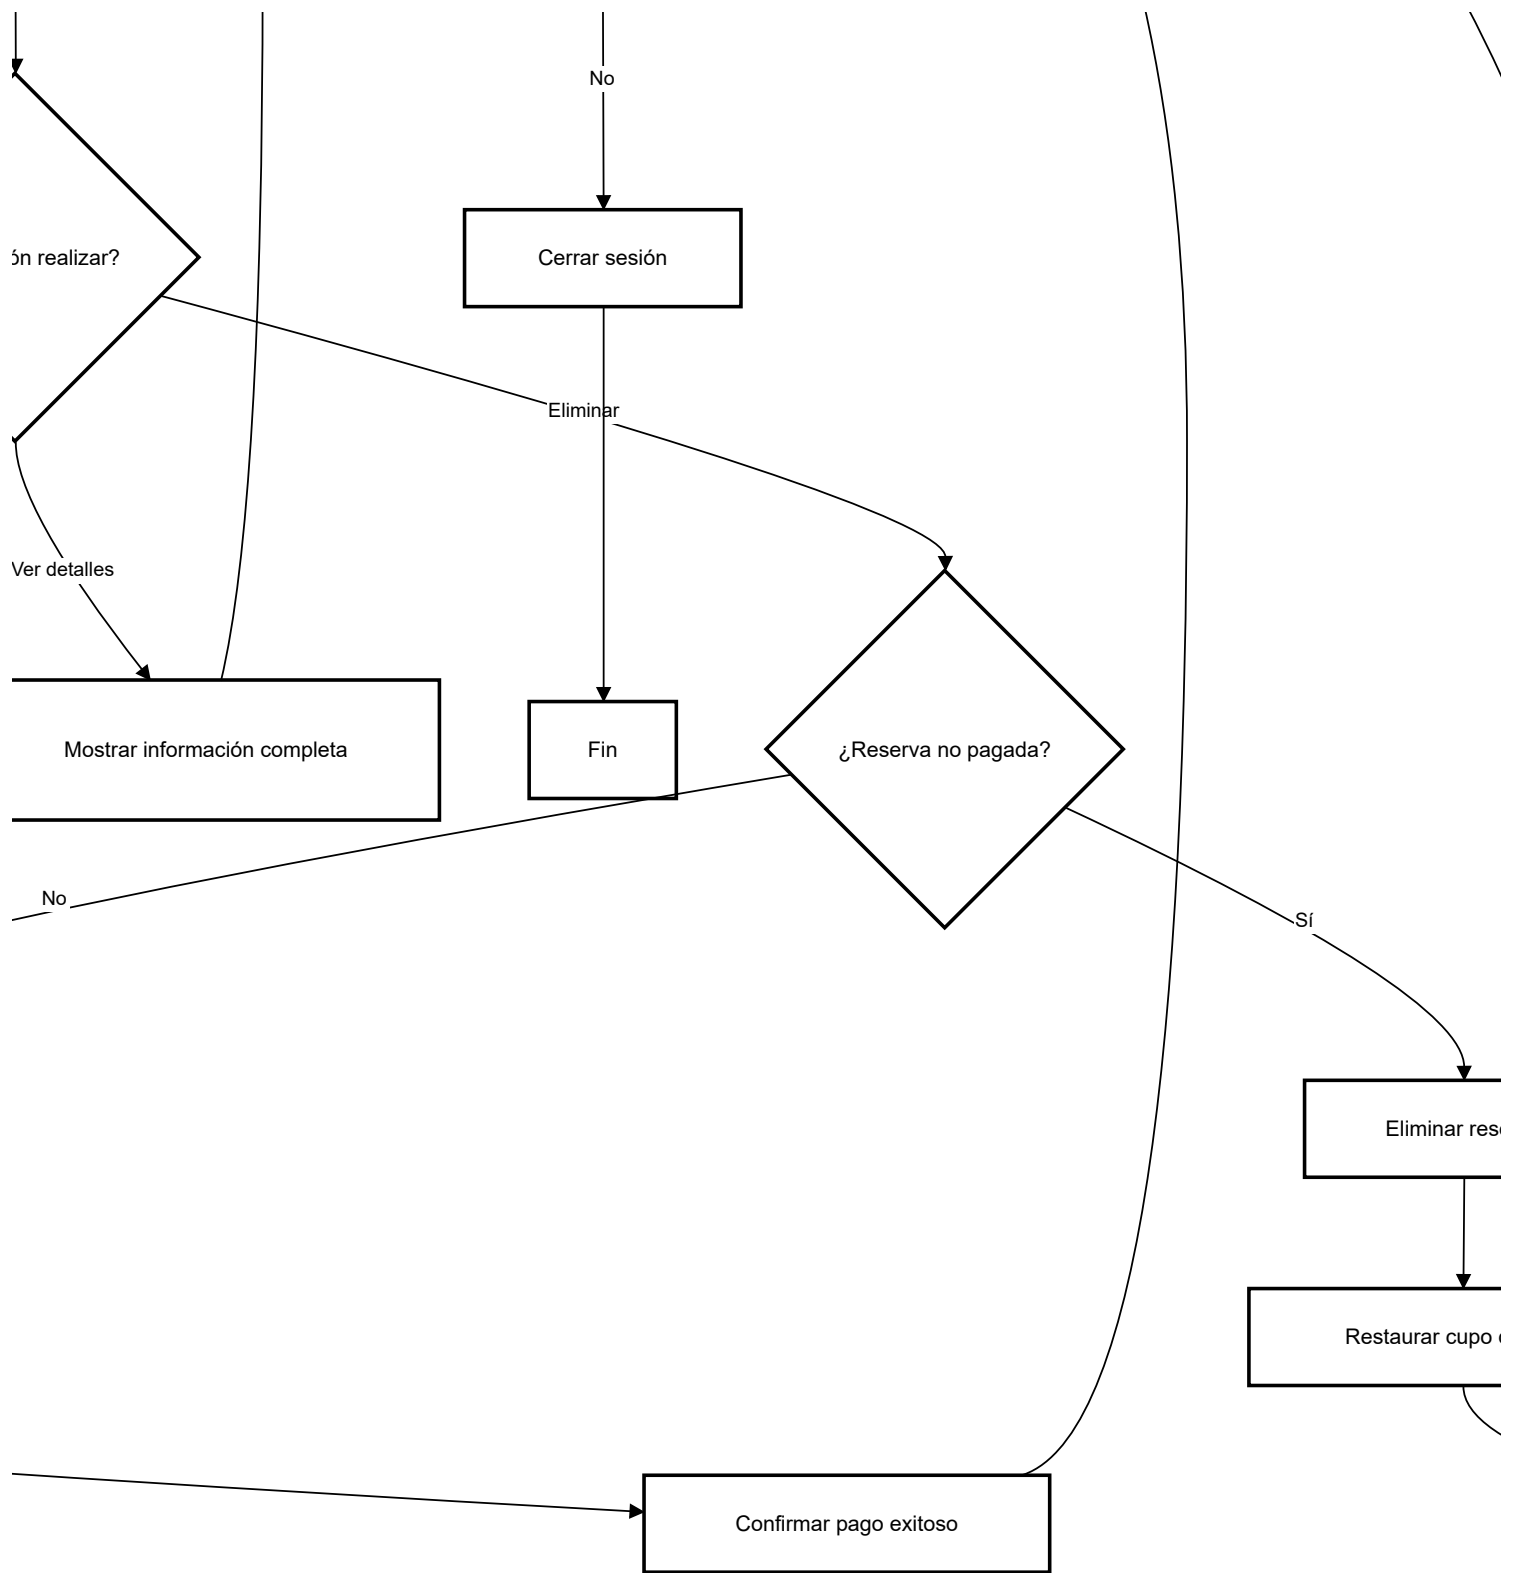 No
Cerrar sesión
ón realizar?
Eliminar
Ver detalles
Mostrar información completa
Fin
¿Reserva no pagada?
No
Sí
Eliminar
Restaurar cupo
Confirmar pago exitoso